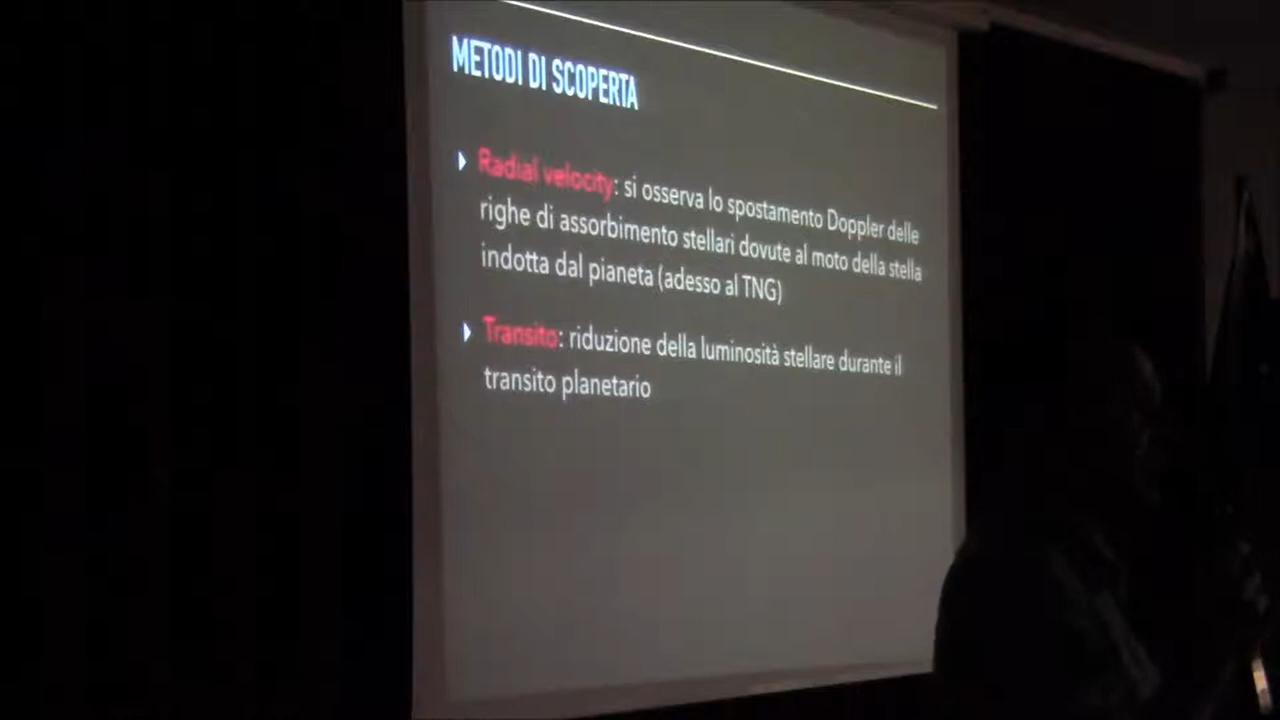 METODI DI SCOPERTA
Radial velocity: si osserva lo spostamento Doppler delle
righe di assorbimento stellari dovute al moto della stella
indotta dal pianeta (adesso al TNG)
Transito: riduzione della luminosità stellare durante il
transito planetario